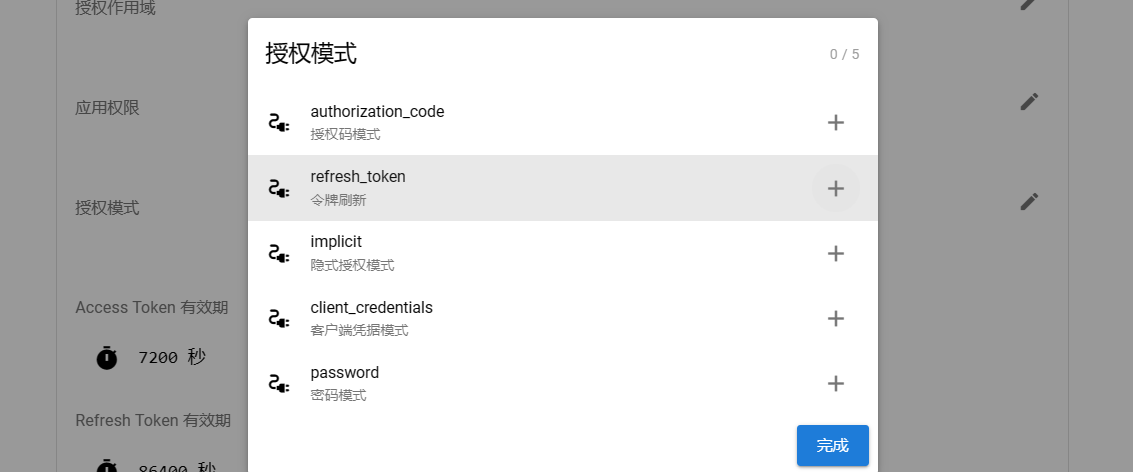 授权作用域
授权模式
0 / 5
authorization_code
授权码模式
应用权限
refresh_token
令牌刷新
授权模式
implicit
隐式授权模式
Access Token 有效期
client_credentials
客户端凭据模式
7200 秒
password
密码模式
Refresh Token 有效期
完成
86400 秒